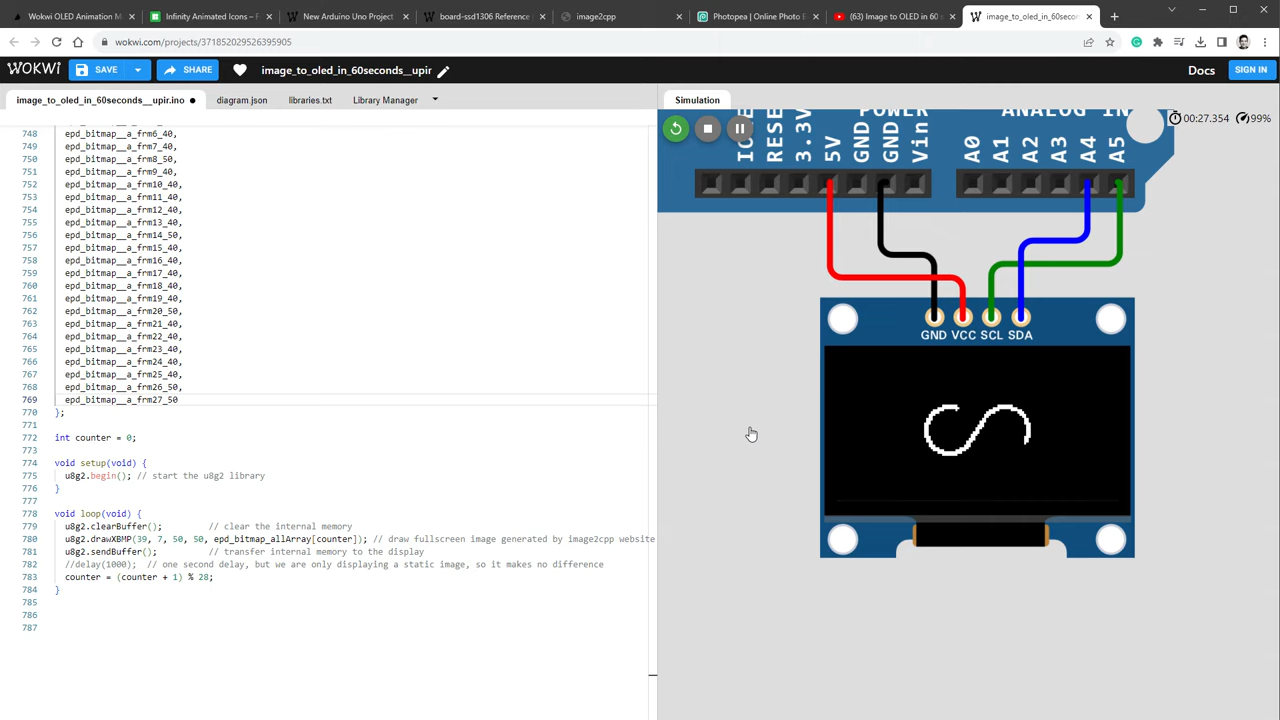 Wokwi OLED Animation M
Infinity Animated Icons – F
New Arduino Uno Project
board-ssd1306 Reference
image2cpp
Photopea | Online Photo E
(63) Image to OLED in 60 s
image_to_oled_in_60secon
wokwi.com/projects/371852029526395905
WOKWI
SAVE
SHARE
image_to_oled_in_60seconds__upir
Docs
SIGN IN
image_to_oled_in_60seconds__upir.ino
diagram.json
libraries.txt
Library Manager
Simulation
748 epd_bitmap__a_frm6_40,
749 epd_bitmap__a_frm7_40,
750 epd_bitmap__a_frm8_50,
751 epd_bitmap__a_frm9_40,
752 epd_bitmap__a_frm10_40,
753 epd_bitmap__a_frm11_40,
754 epd_bitmap__a_frm12_40,
755 epd_bitmap__a_frm13_40,
756 epd_bitmap__a_frm14_50,
757 epd_bitmap__a_frm15_40,
758 epd_bitmap__a_frm16_40,
759 epd_bitmap__a_frm17_40,
760 epd_bitmap__a_frm18_40,
761 epd_bitmap__a_frm19_40,
762 epd_bitmap__a_frm20_50,
763 epd_bitmap__a_frm21_40,
764 epd_bitmap__a_frm22_40,
765 epd_bitmap__a_frm23_40,
766 epd_bitmap__a_frm24_40,
767 epd_bitmap__a_frm25_40,
768 epd_bitmap__a_frm26_50,
769 epd_bitmap__a_frm27_50
770 };
771
772 int counter = 0;
773
774 void setup(void) {
775 u8g2.begin(); // start the u8g2 library
776 }
777
778 void loop(void) {
779 u8g2.clearBuffer(); // clear the internal memory
780 u8g2.drawXBMP(39, 7, 50, 50, epd_bitmap_allArray[counter]); // draw fullscreen image generated by image2cpp website
781 u8g2.sendBuffer(); // transfer internal memory to the display
782 //delay(1000); // one second delay, but we are only displaying a static image, so it makes no difference
783 counter = (counter + 1) % 28;
784 }
785
786
787
00:27.354
99%
POWER
ANALOG IN
RESE
3.3V
5V
GND
GND
Vin
A0
A1
A2
A3
A4
A5
GND VCC SCL SDA